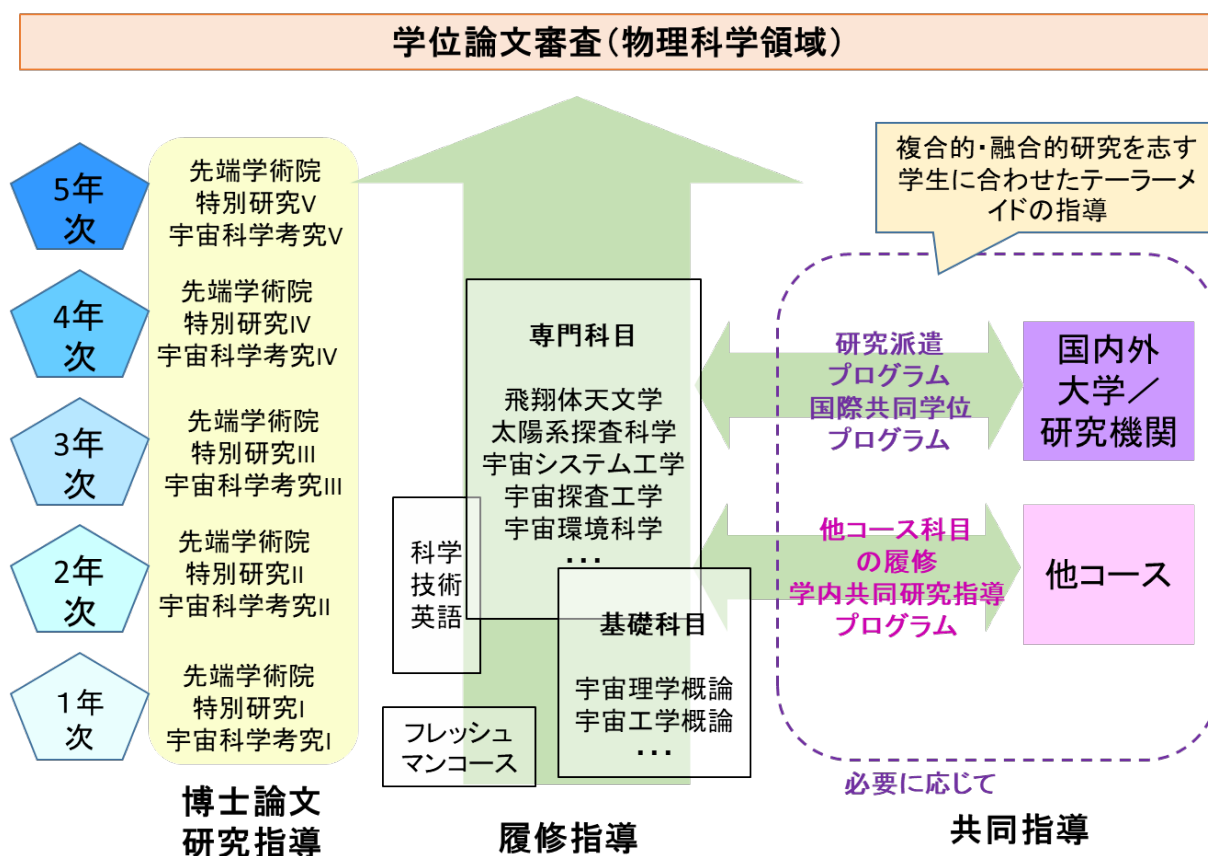 学位論文審査(物理科学領域)
5年
次
先端学術院
特別研究V
宇宙科学考究V
4年
次
先端学術院
特別研究IV
宇宙科学考究IV
3年
次
先端学術院
特別研究III
宇宙科学考究III
2年
次
先端学術院
特別研究II
宇宙科学考究II
1年
次
先端学術院
特別研究I
宇宙科学考究I
博士論文
研究指導
専門科目
飛翔体天文学
太陽系探査科学
宇宙システム工学
宇宙探査工学
宇宙環境科学
・・・
科学
技術
英語
基礎科目
宇宙理学概論
宇宙工学概論
・・・
フレッシュ
マンコース
履修指導
複合的・融合的研究を志す
学生に合わせたテーラーメ
イドの指導
研究派遣
プログラム
国際共同学位
プログラム
国内外
大学／
研究機関
他コース科目
の履修
学内共同研究指導
プログラム
他コース
必要に応じて
共同指導